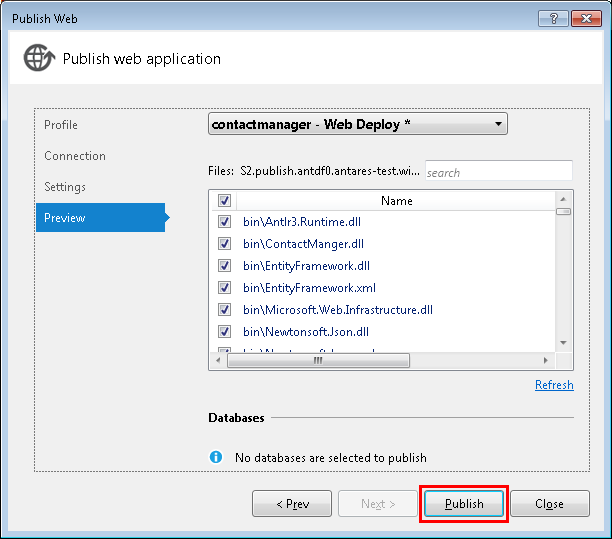 Publish Web
?
Publish web application
Profile
Connection
Settings
Preview
contactmanager - Web Deploy *
Files: S2.publish.antdf0.antares-test.wi... search
Name
bin\Antlr3.Runtime.dll
bin\ContactManger.dll
bin\EntityFramework.dll
bin\EntityFramework.xml
bin\Microsoft.Web.Infrastructure.dll
bin\Newtonsoft.Json.dll
Refresh
Databases
No databases are selected to publish
< Prev
Next >
Publish
Close